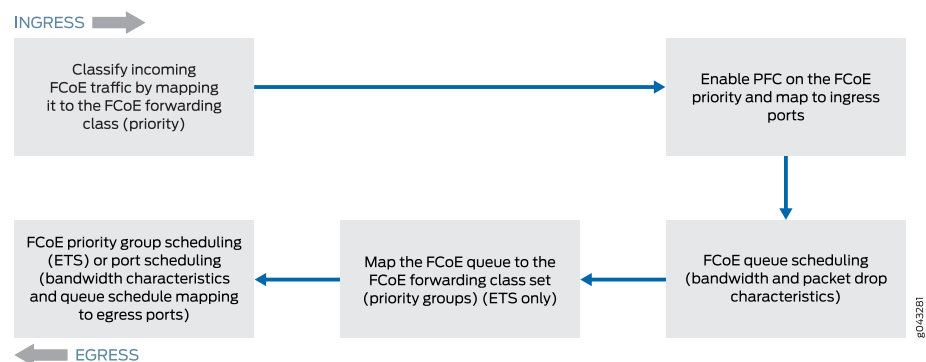 INGRESS
Classify incoming
FCoE traffic by mapping
it to the FCoE forwarding
class (priority)
Enable PFC on the FCoE
priority and map to ingress
ports
FCoE queue scheduling
(bandwidth and packet drop
characteristics)
Map the FCoE queue to the
FCoE forwarding class set
(priority groups) (ETS only)
FCoE priority group scheduling
(ETS) or port scheduling
(bandwidth characteristics
and queue schedule mapping
to egress ports)
EGRESS
g043281